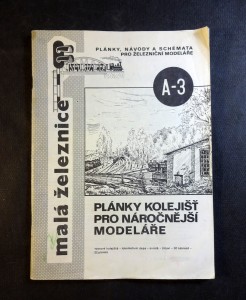 PLÁNKY, NÁVODY A SCHÉMATA
PRO ŽELEZNIČNÍ MODELÁŘE
A-3
malá železnice
PLÁNKY KOLEJIŠŤ
PRO NÁROČNĚJŠÍ
MODELÁŘE